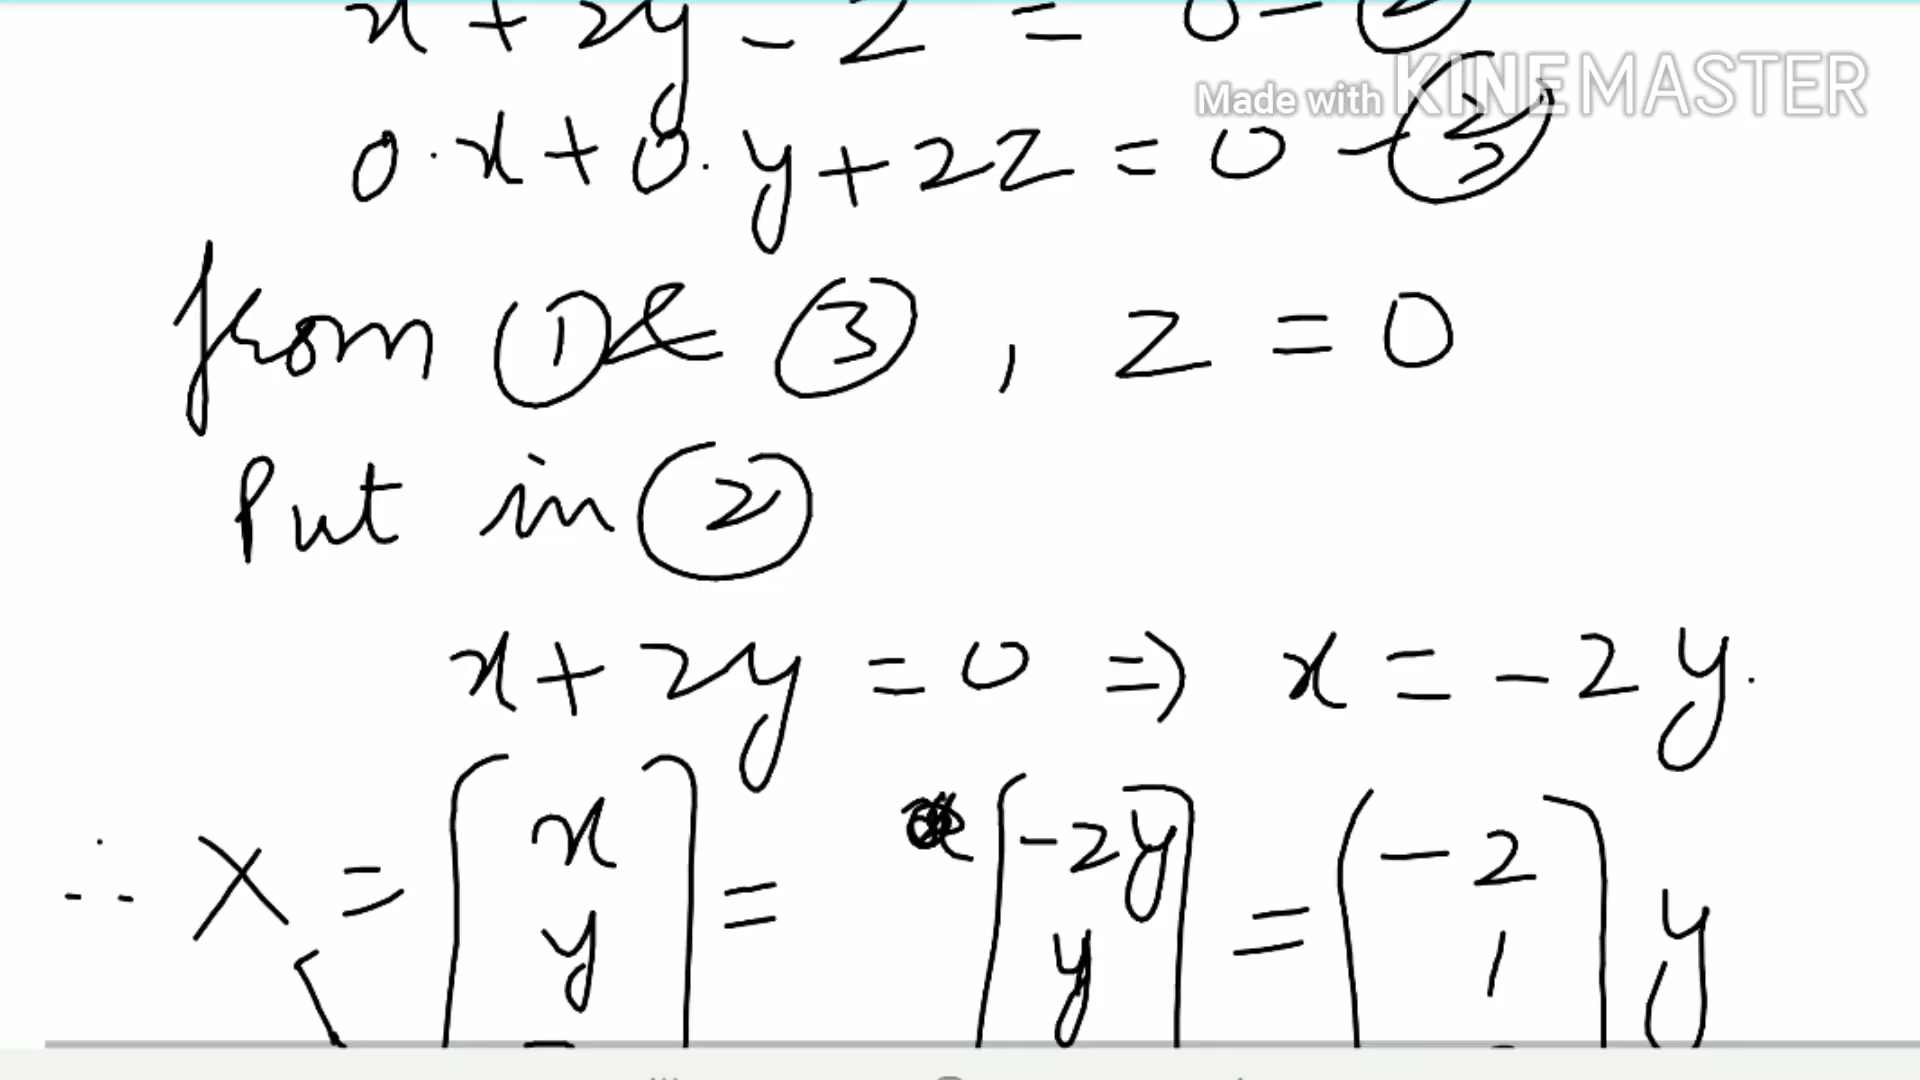 x + 2y - z = 0 - ②
Made with KINEMASTER
0.x + 0.y + 2z = 0 - ③
from ① & ③, z = 0
Put in ②
x + 2y = 0 ⇒ x = -2y.
∴ X = [x = [-2y = [-2
y y 1 ] y